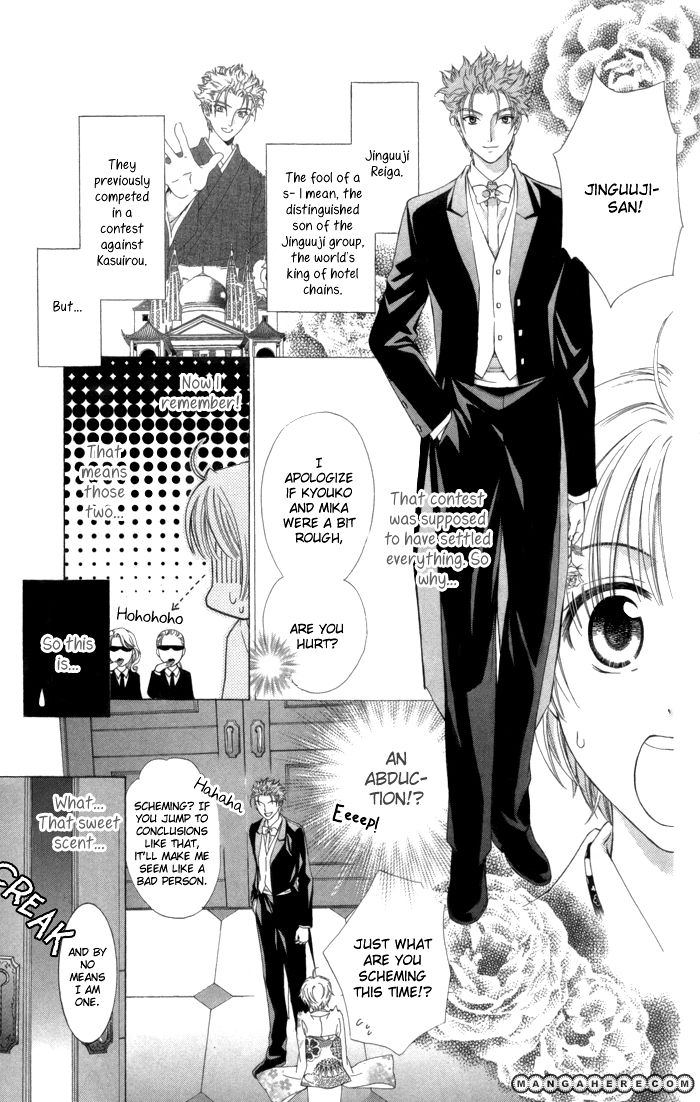 JINGUUJI-
SAN!
Jinguuji
Reiga.
The fool of a
s- I mean, the
distinguished
son of the
Jinguuji group,
the world's
king of hotel
chains.
They
previously
competed
in a
contest
against
Kasuirou.
But...
That contest
was supposed
to have settled
everything. So
why...
I
APOLOGIZE
IF KYOUKO
AND MIKA
WERE A BIT
ROUGH,
ARE YOU
HURT?
Now I
remember!
That
means
those
two...
Hohohoho
So this
is...
AN
ABDUC-
TION!?
Eeeep!
JUST WHAT
ARE YOU
SCHEMING
THIS TIME!?
Hahaha
SCHEMING? IF
YOU JUMP TO
CONCLUSIONS
LIKE THAT,
IT'LL MAKE ME
SEEM LIKE A
BAD PERSON.
What...
That sweet
scent...
CREAK
AND BY
NO MEANS
I AM
ONE.
MANGAHERE.COM